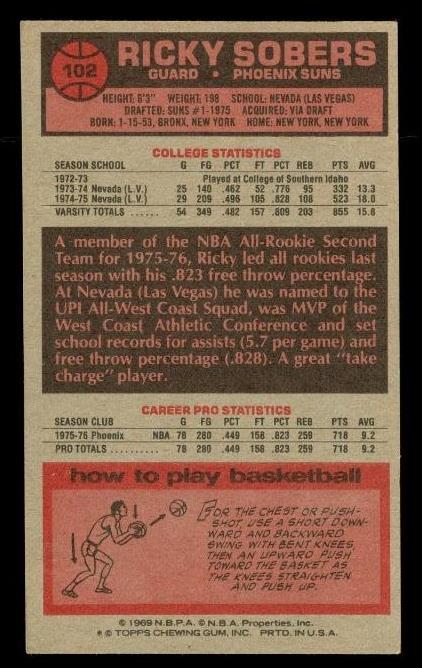 102
RICKY SOBERS
GUARD • PHOENIX SUNS
HEIGHT: 6'3" WEIGHT: 198 SCHOOL: NEVADA (LAS VEGAS)
DRAFTED: SUNS #1-1975 ACQUIRED: VIA DRAFT
BORN: 1-15-53, BRONX, NEW YORK HOME: NEW YORK, NEW YORK
COLLEGE STATISTICS
SEASON SCHOOL G FG PCT FT PCT REB PTS AVG
1972-73 Played at College of Southern Idaho
1973-74 Nevada (L.V.) 25 140 .462 52 .776 95 332 13.3
1974-75 Nevada (L.V.) 29 209 .496 105 .828 108 523 18.0
VARSITY TOTALS ...... 54 349 .482 157 .809 203 855 15.8
A member of the NBA All-Rookie Second
Team for 1975-76, Ricky led all rookies last
season with his .823 free throw percentage.
At Nevada (Las Vegas) he was named to the
UPI All-West Coast Squad, was MVP of the
West Coast Athletic Conference and set
school records for assists (5.7 per game) and
free throw percentage (.828). A great "take
charge" player.
CAREER PRO STATISTICS
SEASON CLUB G FG PCT FT PCT REB PTS AVG
1975-76 Phoenix NBA 78 280 .449 158 .823 259 718 9.2
PRO TOTALS .......... 78 280 .449 158 .823 259 718 9.2
how to play basketball
FOR THE CHEST OR PUSH-
SHOT, USE A SHORT DOWN-
WARD AND BACKWARD
SWING WITH BENT KNEES,
THEN AN UPWARD PUSH
TOWARD THE BASKET AS
THE KNEES STRAIGHTEN
AND PUSH UP.
© 1969 N.B.P.A. © N.B.A. Properties, Inc.
* © TOPPS CHEWING GUM, INC. PRTD. IN U.S.A.